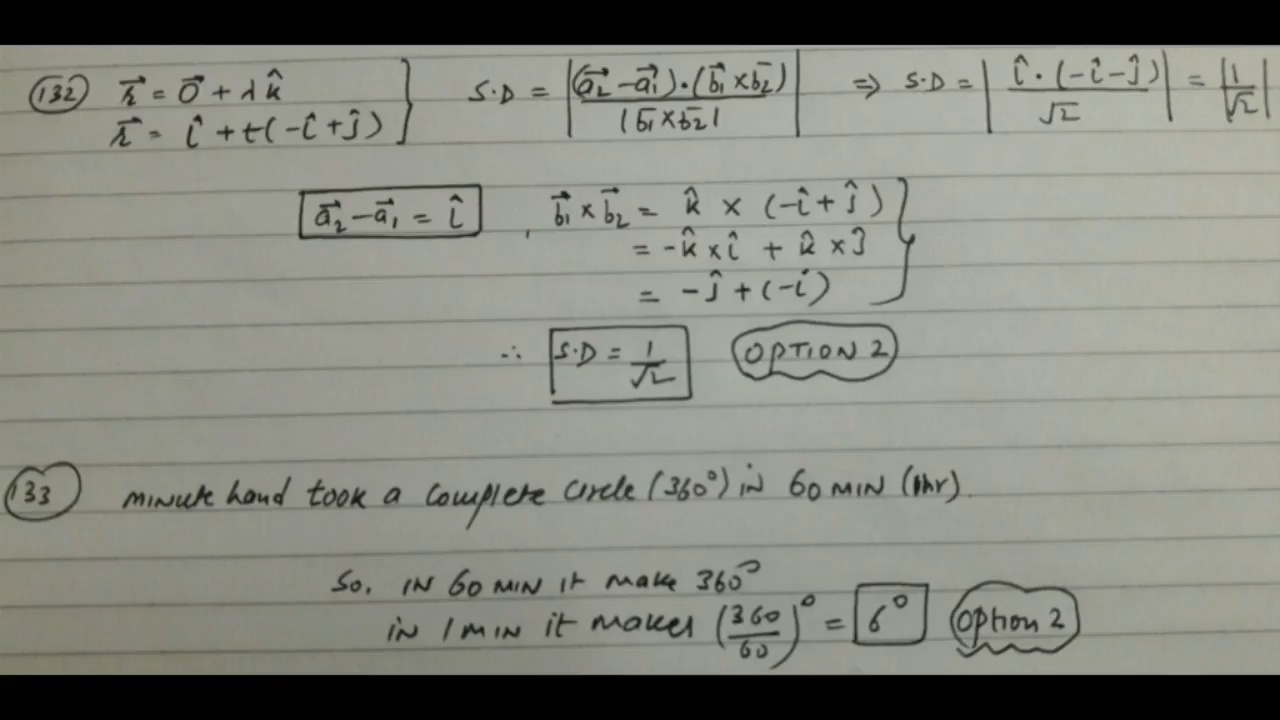 (132) r⃗ = 0⃗ + λk̂
r⃗ = î + t(-î + ĵ) } S.D = |(a⃗₂ - a⃗₁)·(b⃗₁ × b⃗₂) / |b⃗₁ × b⃗₂|| ⇒ S.D = |î·(-î - ĵ) / √2| = |1/√2|
a⃗₂ - a⃗₁ = î , b⃗₁ × b⃗₂ = k̂ × (-î + ĵ)
= -k̂ × î + k̂ × ĵ
= -ĵ + (-î)
∴ S.D = 1/√2 OPTION 2
(133) minute hand took a complete circle (360°) in 60 MIN (1hr).
So, IN 60 MIN it make 360°
in 1 MIN it makes (360/60)° = 6° Option 2